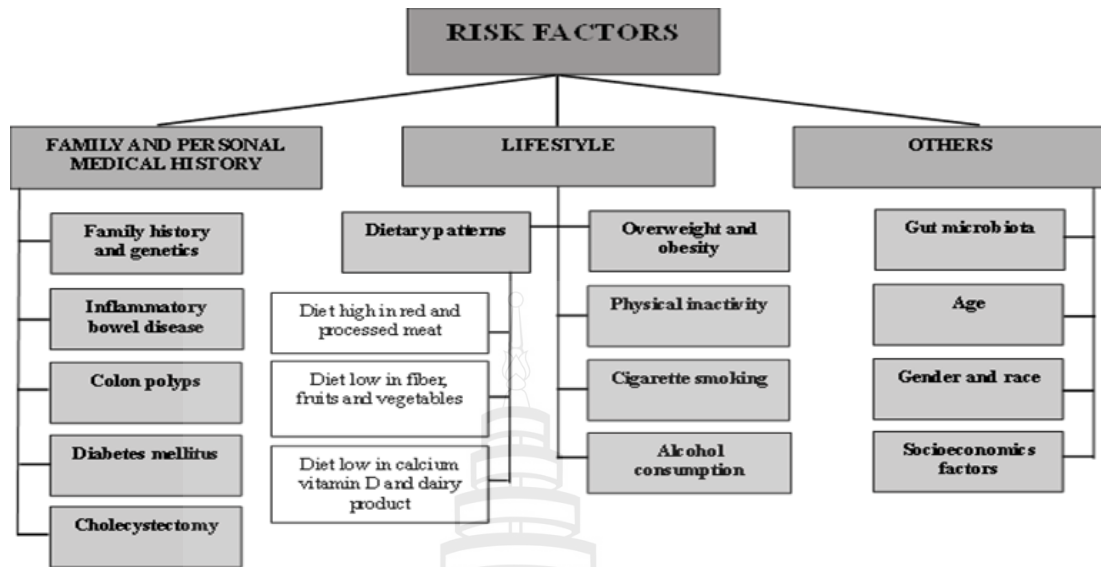 RISK FACTORS
FAMILY AND PERSONAL
MEDICAL HISTORY
Family history
and genetics
Inflammatory
bowel disease
Colon polyps
Diabetes mellitus
Cholecystectomy
LIFESTYLE
Dietary patterns
Diet high in red and
processed meat
Diet low in fiber,
fruits and vegetables
Diet low in calcium
vitamin D and dairy
product
Overweight and
obesity
Physical inactivity
Cigarette smoking
Alcohol
consumption
OTHERS
Gut microbiota
Age
Gender and race
Socioeconomics
factors